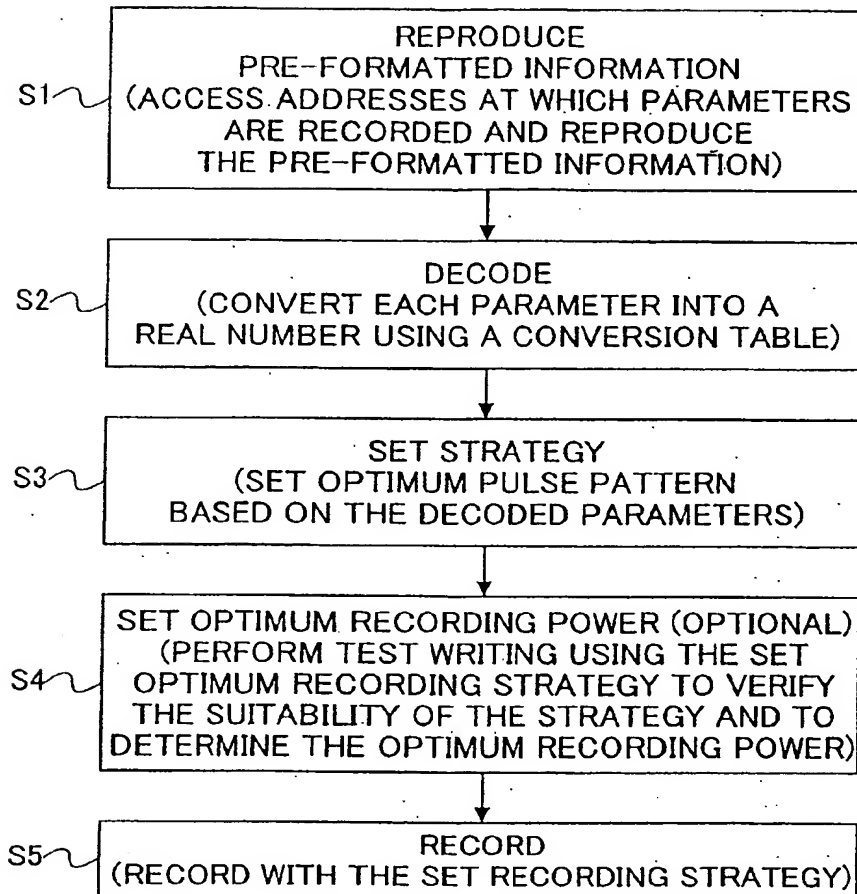 REPRODUCE
PRE-FORMATTED INFORMATION
S1
(ACCESS ADDRESSES AT WHICH PARAMETERS
ARE RECORDED AND REPRODUCE
THE PRE-FORMATTED INFORMATION)
DECODE
S2
(CONVERT EACH PARAMETER INTO A
REAL NUMBER USING A CONVERSION TABLE)
SET STRATEGY
S3
(SET OPTIMUM PULSE PATTERN
BASED ON THE DECODED PARAMETERS)
SET OPTIMUM RECORDING POWER (OPTIONAL)
(PERFORM TEST WRITING USING THE SET
S4
OPTIMUM RECORDING STRATEGY TO VERIFY
THE SUITABILITY OF THE STRATEGY AND TO
DETERMINE THE OPTIMUM RECORDING POWER)
RECORD
S5
(RECORD WITH THE SET RECORDING STRATEGY)